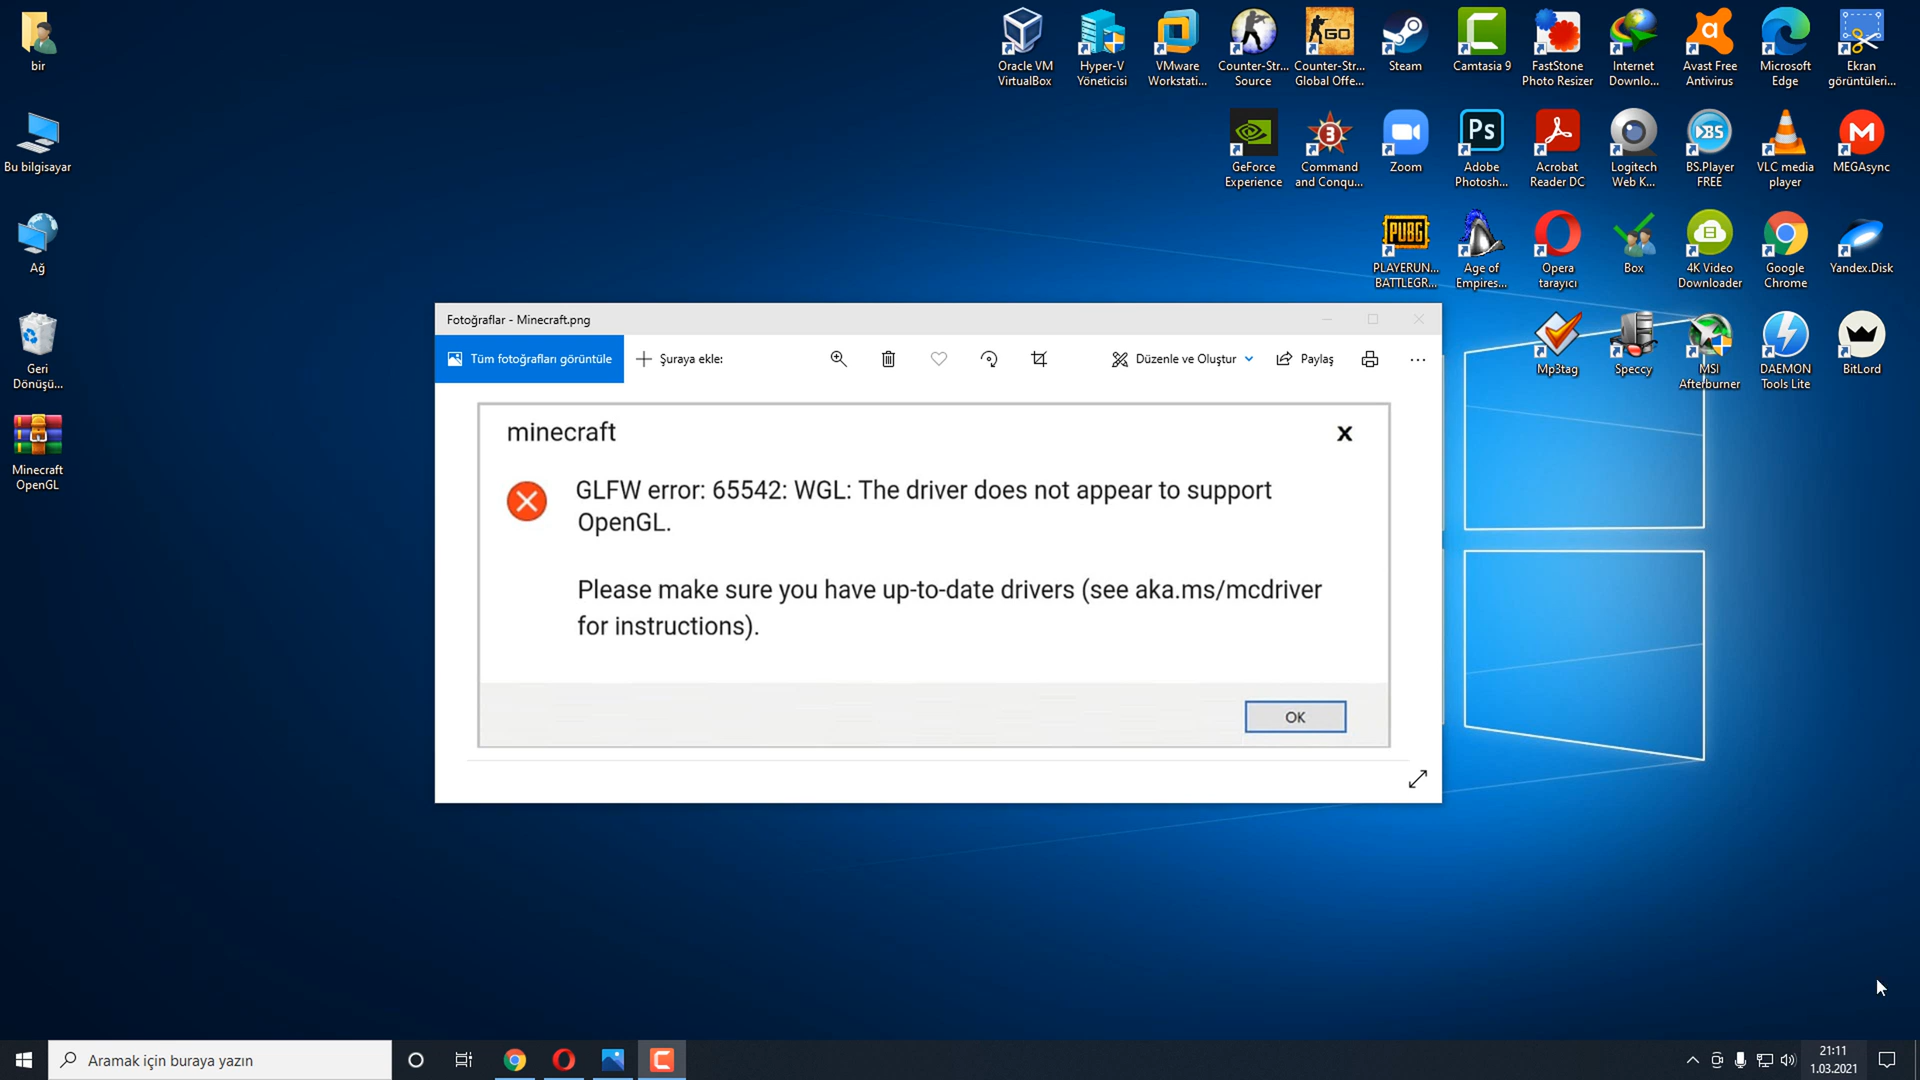 bir
Bu bilgisayar
Ağ
Geri
Dönüşü...
Minecraft
OpenGL
Oracle VM
VirtualBox
Hyper-V
Yöneticisi
VMware
Workstati...
Counter-Str...
Source
GO
Counter-Str...
Global Offe...
Steam
Camtasia 9
FastStone
Photo Resizer
Internet
Downlo...
Avast Free
Antivirus
Microsoft
Edge
Ekran
görüntüleri...
GeForce
Experience
3
Command
and Conqu...
Zoom
Ps
Adobe
Photosh...
Acrobat
Reader DC
Logitech
Web K...
BS
BS.Player
FREE
VLC media
player
M
MEGAsync
PUBG
PLAYERUN...
BATTLEGR...
Age of
Empires...
Opera
tarayıcı
Box
4K Video
Downloader
Google
Chrome
Yandex.Disk
Mp3tag
Speccy
MSI
Afterburner
DAEMON
Tools Lite
BitLord
Fotoğraflar - Minecraft.png
Tüm fotoğrafları görüntüle
Şuraya ekle:
Düzenle ve Oluştur
Paylaş
minecraft
x
GLFW error: 65542: WGL: The driver does not appear to support
OpenGL.
Please make sure you have up-to-date drivers (see aka.ms/mcdriver
for instructions).
OK
Aramak için buraya yazın
21:11
1.03.2021